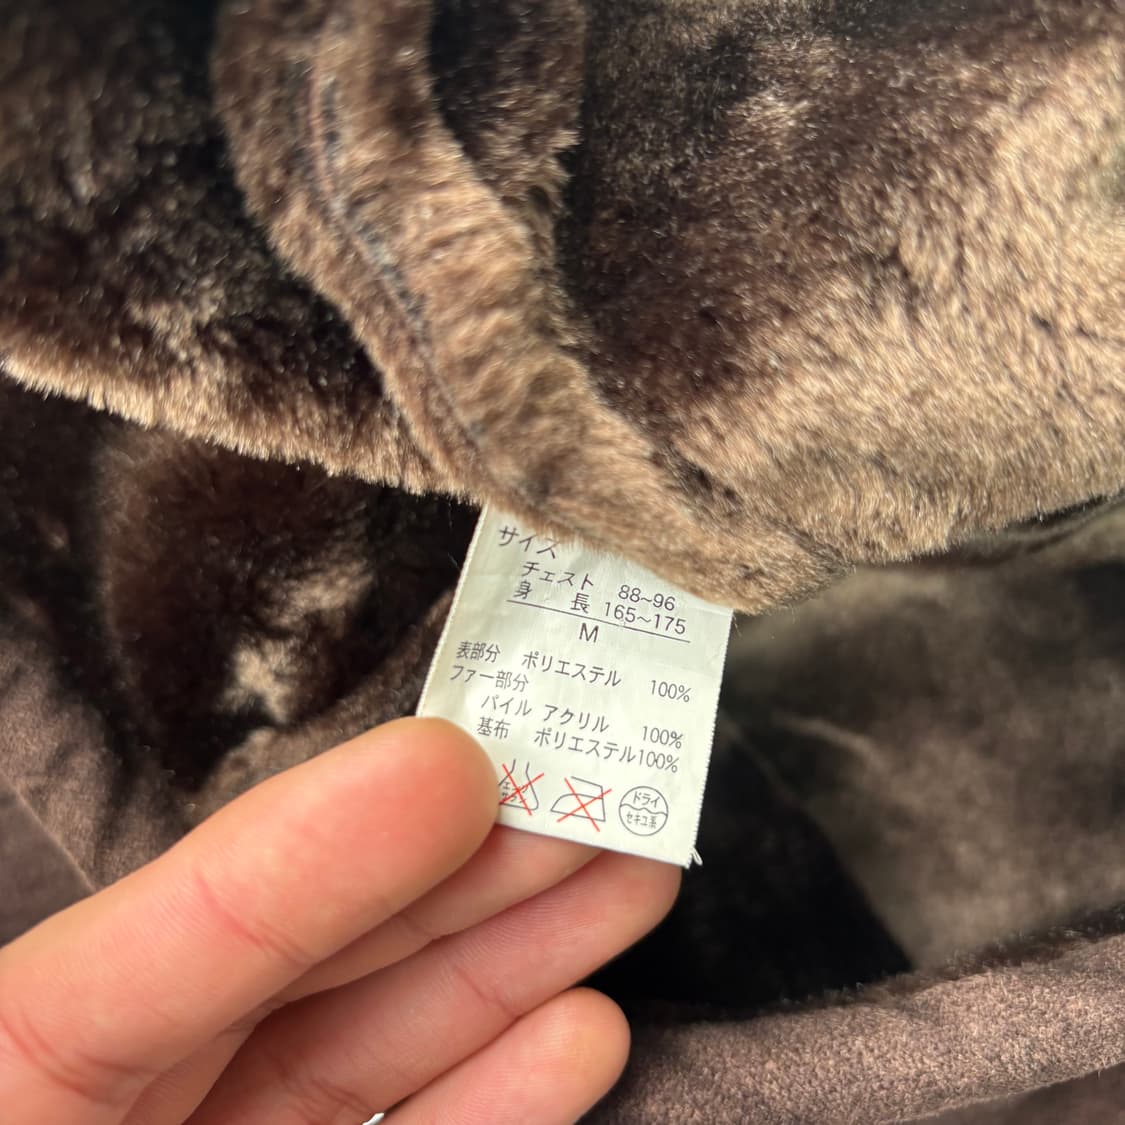 サイズ
チェスト 88~96
身 長 165~175
M
表部分 ポリエステル 100%
ファー部分
パイル アクリル 100%
基布 ポリエステル100%
ドライ
セキユ系